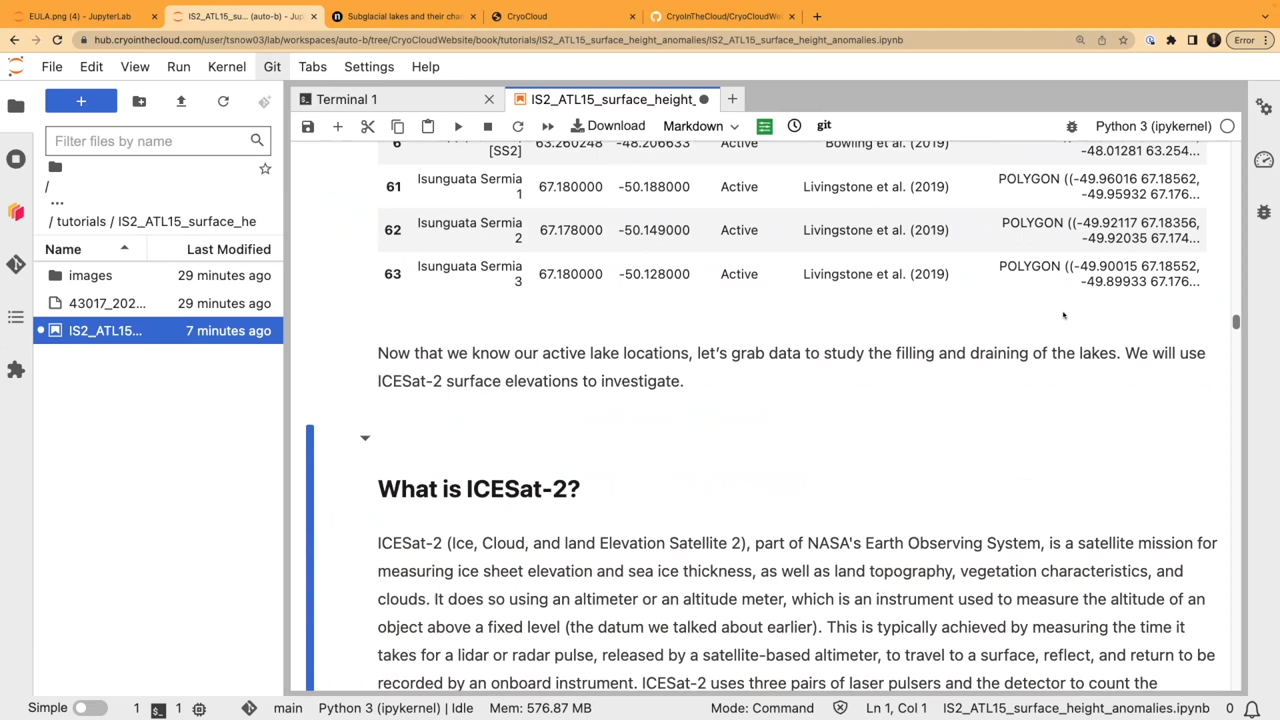 EULA.png (4) - JupyterLab
IS2_ATL15_su... (auto-b) - Jup
Subglacial lakes and their cha
CryoCloud
CryoInTheCloud/CryoCloudWe
hub.cryointhecloud.com/user/tsnow03/lab/workspaces/auto-b/tree/CryoCloudWebsite/book/tutorials/IS2_ATL15_surface_height_anomalies/IS2_ATL15_surface_height_anomalies.ipynb
Error
File Edit View Run Kernel Git Tabs Settings Help
Filter files by name
/
...
/ tutorials / IS2_ATL15_surface_he
Name Last Modified
images 29 minutes ago
43017_202... 29 minutes ago
IS2_ATL15... 7 minutes ago
Terminal 1
IS2_ATL15_surface_height_
Download Markdown git Python 3 (ipykernel)
6 [SS2] 63.260248 -48.206633 Active Bowling et al. (2019) -48.01281 63.254...
61 Isunguata Sermia 1 67.180000 -50.188000 Active Livingstone et al. (2019) POLYGON ((-49.96016 67.18562, -49.95932 67.176...
62 Isunguata Sermia 2 67.178000 -50.149000 Active Livingstone et al. (2019) POLYGON ((-49.92117 67.18356, -49.92035 67.174...
63 Isunguata Sermia 3 67.180000 -50.128000 Active Livingstone et al. (2019) POLYGON ((-49.90015 67.18552, -49.89933 67.176...
Now that we know our active lake locations, let's grab data to study the filling and draining of the lakes. We will use
ICESat-2 surface elevations to investigate.
What is ICESat-2?
ICESat-2 (Ice, Cloud, and land Elevation Satellite 2), part of NASA's Earth Observing System, is a satellite mission for
measuring ice sheet elevation and sea ice thickness, as well as land topography, vegetation characteristics, and
clouds. It does so using an altimeter or an altitude meter, which is an instrument used to measure the altitude of an
object above a fixed level (the datum we talked about earlier). This is typically achieved by measuring the time it
takes for a lidar or radar pulse, released by a satellite-based altimeter, to travel to a surface, reflect, and return to be
recorded by an onboard instrument. ICESat-2 uses three pairs of laser pulsers and the detector to count the
Simple 1 1 main Python 3 (ipykernel) | Idle Mem: 576.87 MB Mode: Command Ln 1, Col 1 IS2_ATL15_surface_height_anomalies.ipynb 0